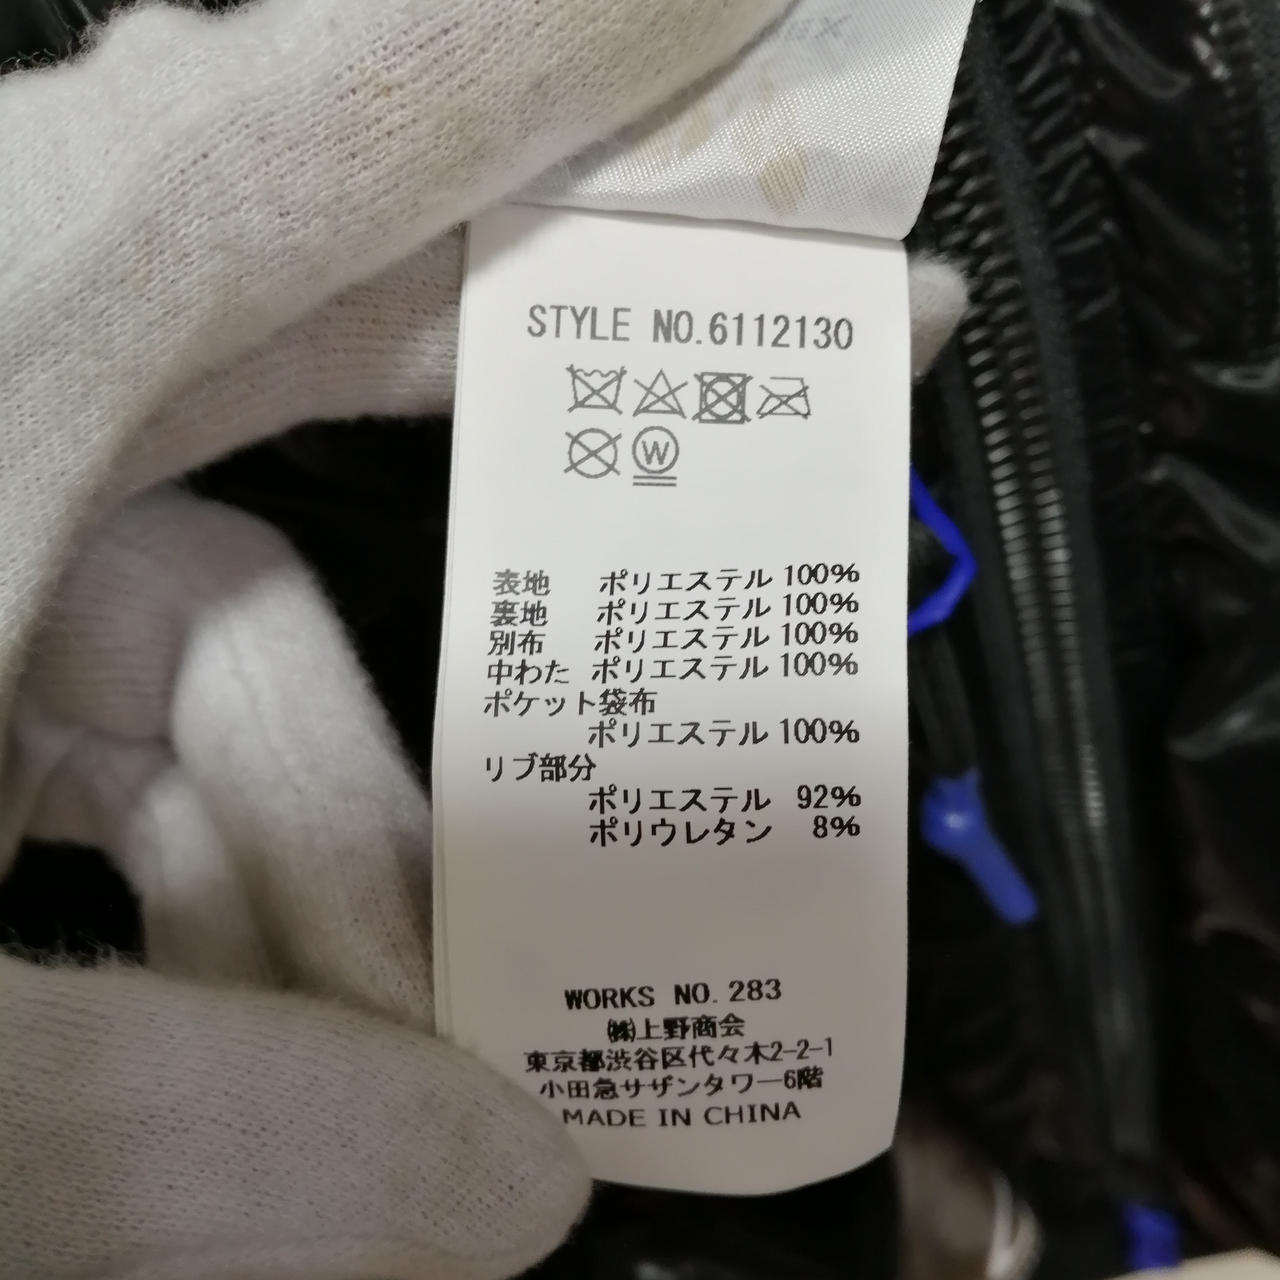 STYLE NO.6112130
W
表地 ポリエステル 100%
裏地 ポリエステル 100%
別布 ポリエステル 100%
中わた ポリエステル 100%
ポケット袋布
ポリエステル 100%
リブ部分
ポリエステル 92%
ポリウレタン 8%
WORKS NO. 283
㈱上野商会
東京都渋谷区代々木2-2-1
小田急サザンタワー6階
MADE IN CHINA